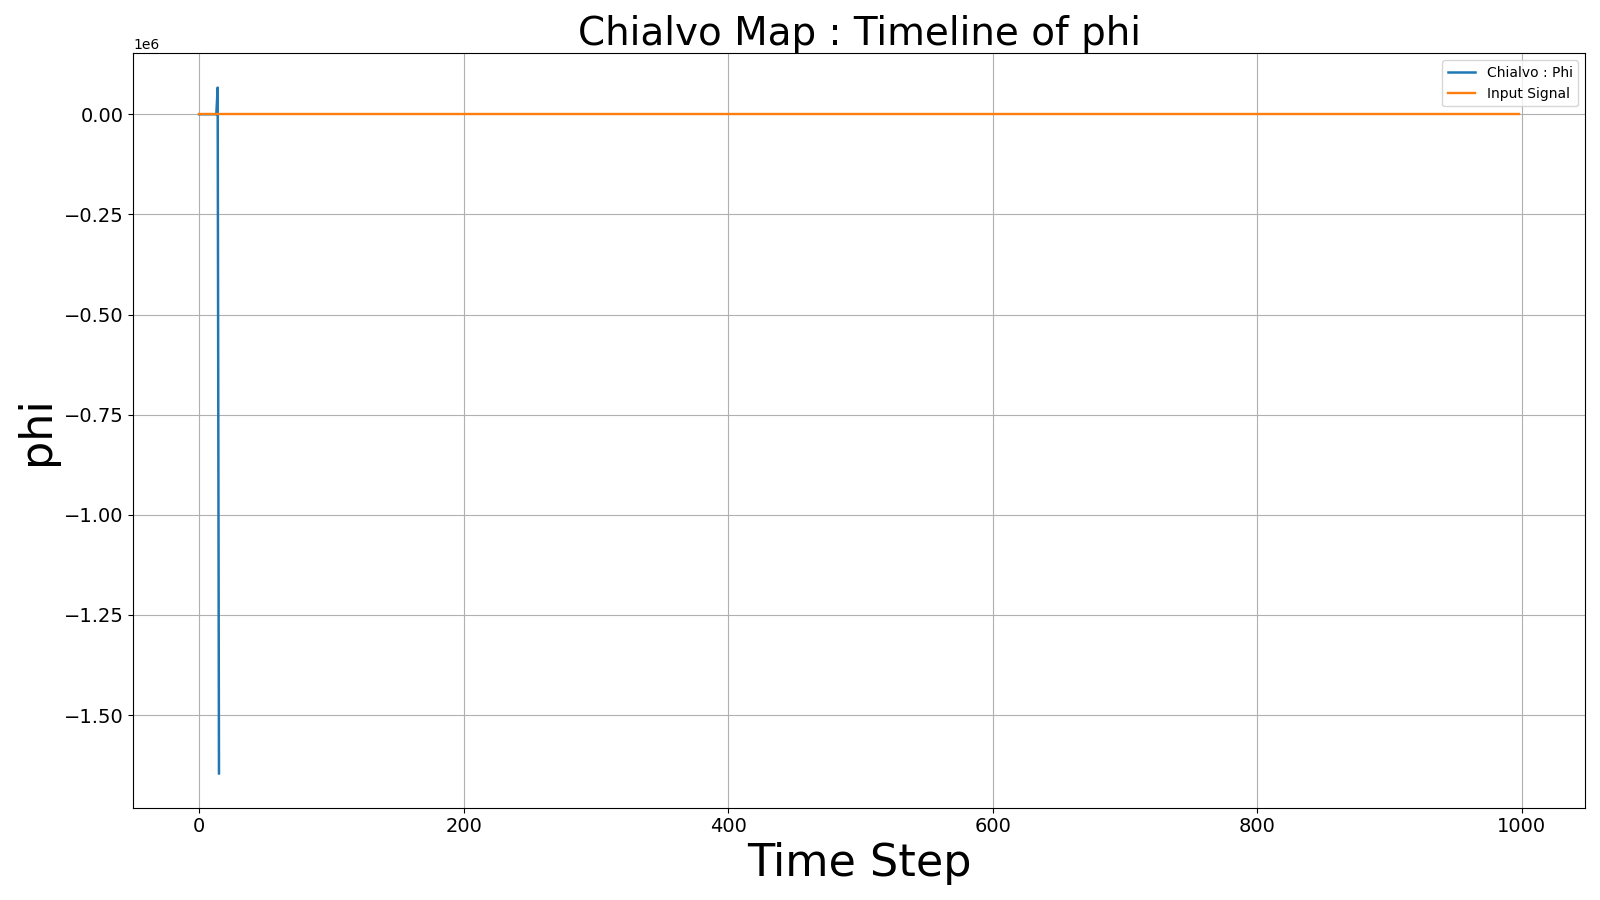 Chialvo Map : Timeline of phi
1e6
Chialvo : Phi
Input Signal
0.00
−0.25
−0.50
−0.75
−1.00
−1.25
−1.50
phi
0 200 400 600 800 1000
Time Step